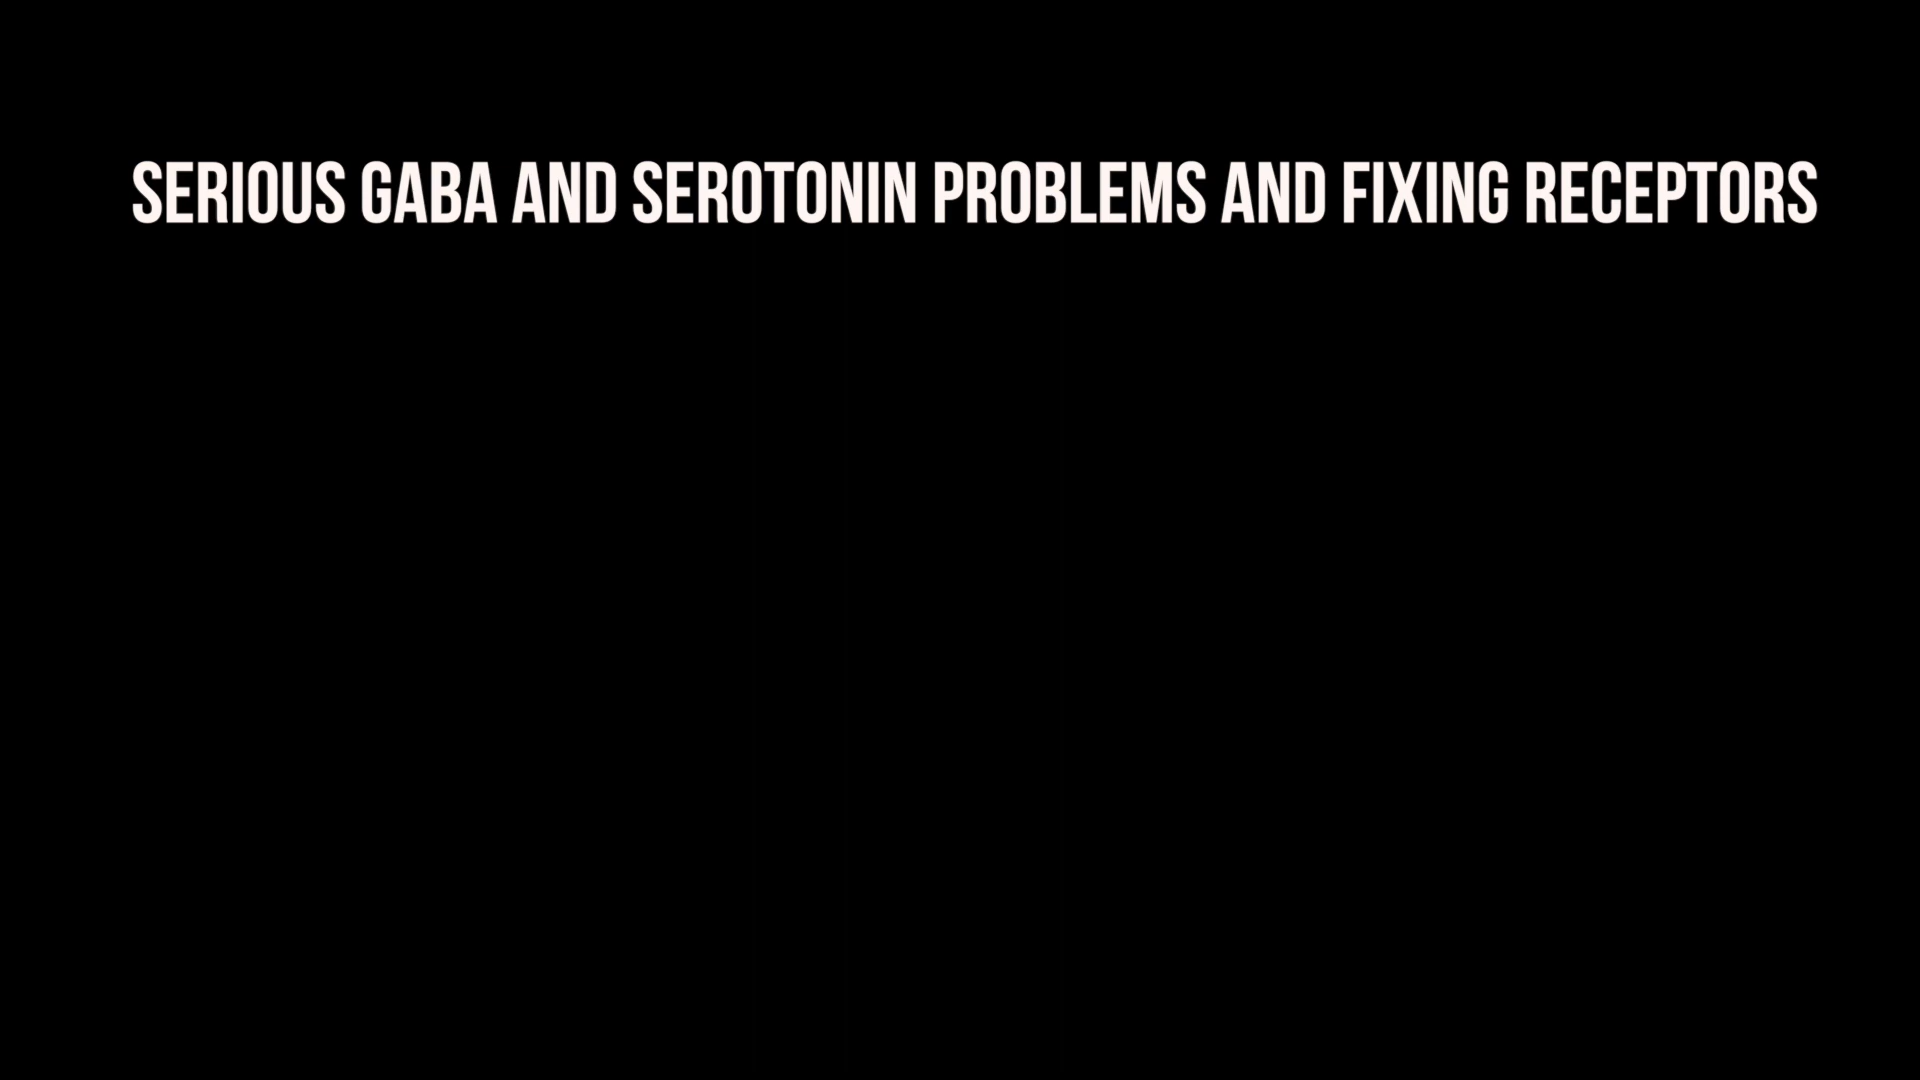 SERIOUS GABA AND SEROTONIN PROBLEMS AND FIXING RECEPTORS